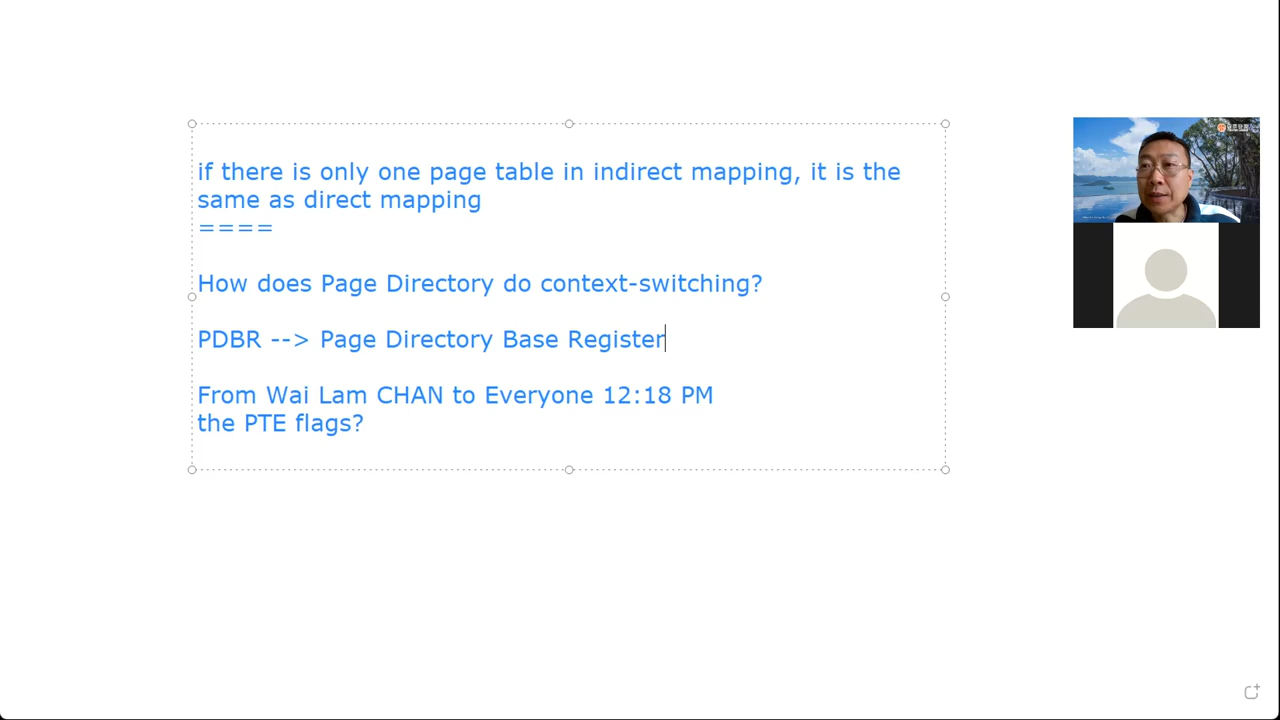 if there is only one page table in indirect mapping, it is the
same as direct mapping
====
How does Page Directory do context-switching?
PDBR --> Page Directory Base Register
From Wai Lam CHAN to Everyone 12:18 PM
the PTE flags?